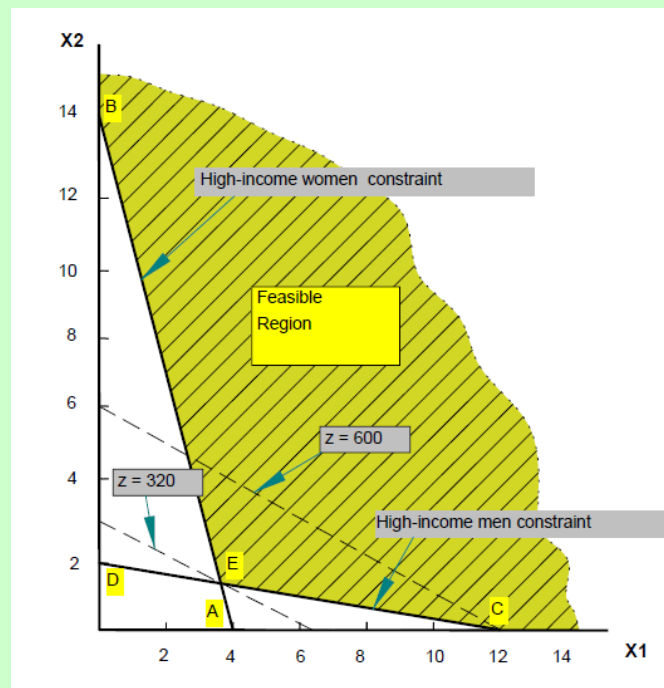 X2
14
B
High-income women constraint
12
10
Feasible
Region
8
6
z = 600
4
z = 320
High-income men constraint
2
E
D
A
C
2 4 6 8 10 12 14
X1